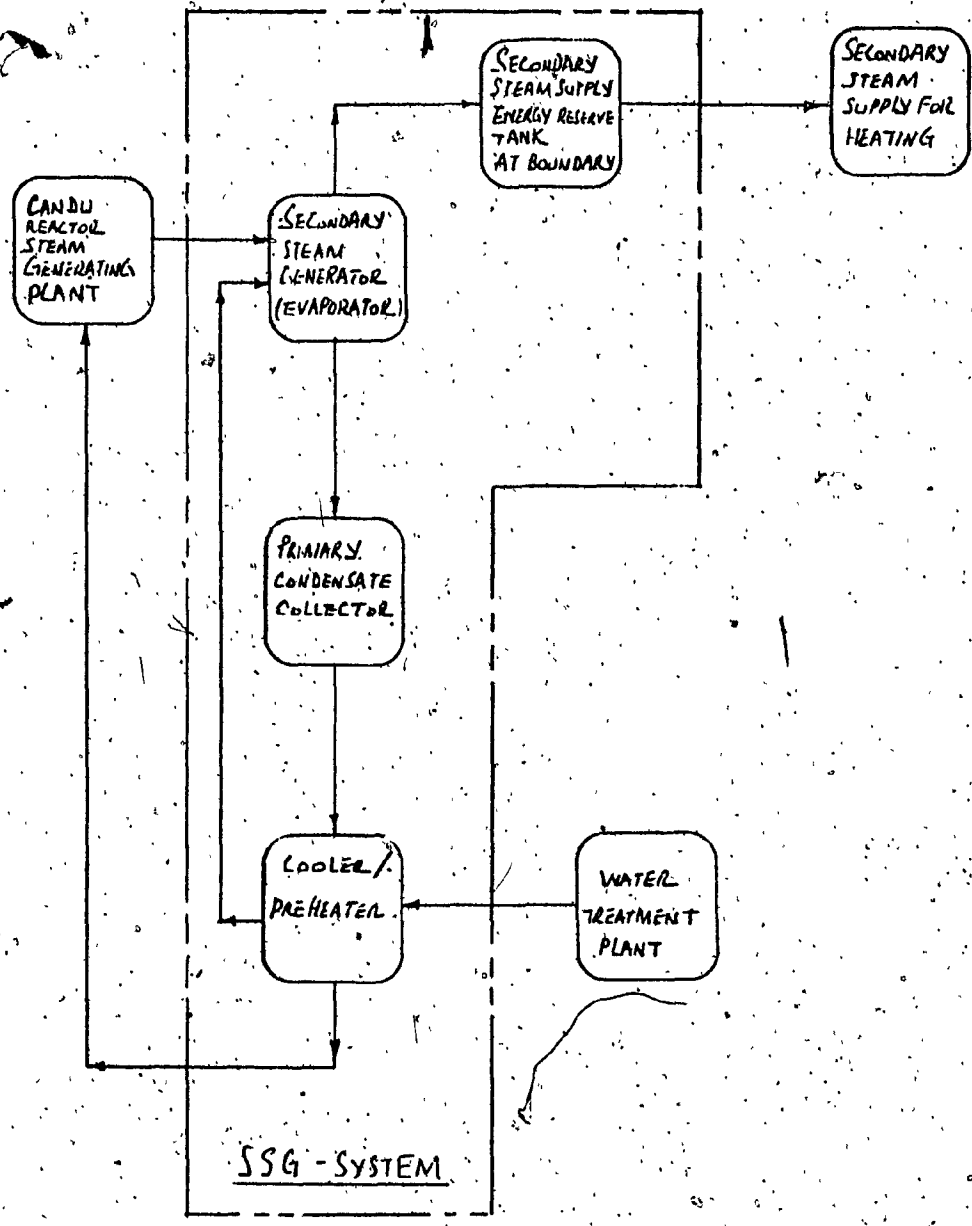 SECONDARY
STEAM SUPPLY
ENERGY RESERVE
TANK
AT BOUNDARY
SECONDARY
STEAM
SUPPLY FOR
HEATING
CANDU
REACTOR
STEAM
GENERATING
PLANT
SECONDARY
STEAM
GENERATOR
(EVAPORATOR)
PRIMARY
CONDENSATE
COLLECTOR
COOLER/
PREHEATER
WATER
TREATMENT
PLANT
SSG - SYSTEM